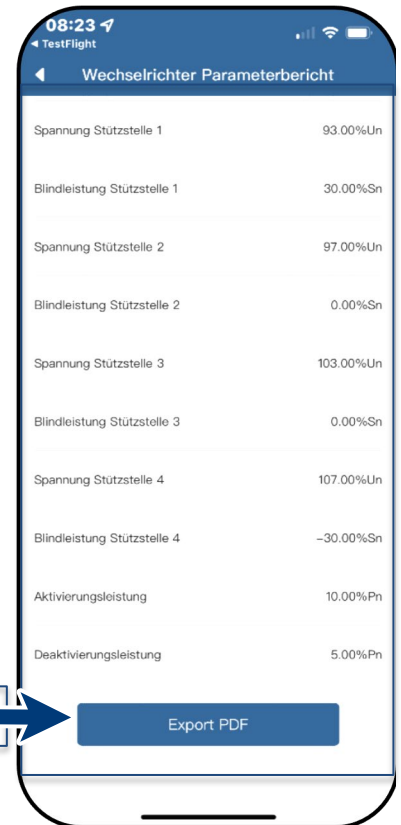 08:23
◀ TestFlight
Wechselrichter Parameterbericht
Spannung Stützstelle 1 93.00%Un
Blindleistung Stützstelle 1 30.00%Sn
Spannung Stützstelle 2 97.00%Un
Blindleistung Stützstelle 2 0.00%Sn
Spannung Stützstelle 3 103.00%Un
Blindleistung Stützstelle 3 0.00%Sn
Spannung Stützstelle 4 107.00%Un
Blindleistung Stützstelle 4 -30.00%Sn
Aktivierungsleistung 10.00%Pn
Deaktivierungsleistung 5.00%Pn
Export PDF